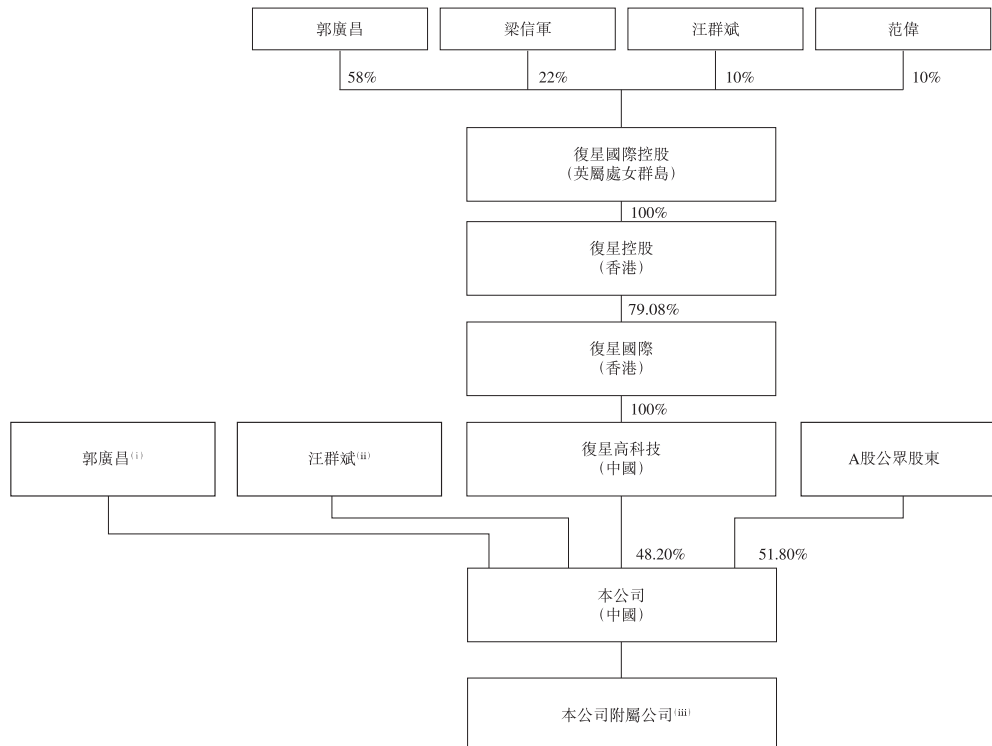 郭廣昌
梁信軍
汪群斌
范偉
58%
22%
10%
10%
復星國際控股
(英屬處女群島)
100%
復星控股
(香港)
79.08%
復星國際
(香港)
100%
郭廣昌(i)
汪群斌(ii)
復星高科技
(中國)
A股公眾股東
48.20%
51.80%
本公司
(中國)
本公司附屬公司(iii)